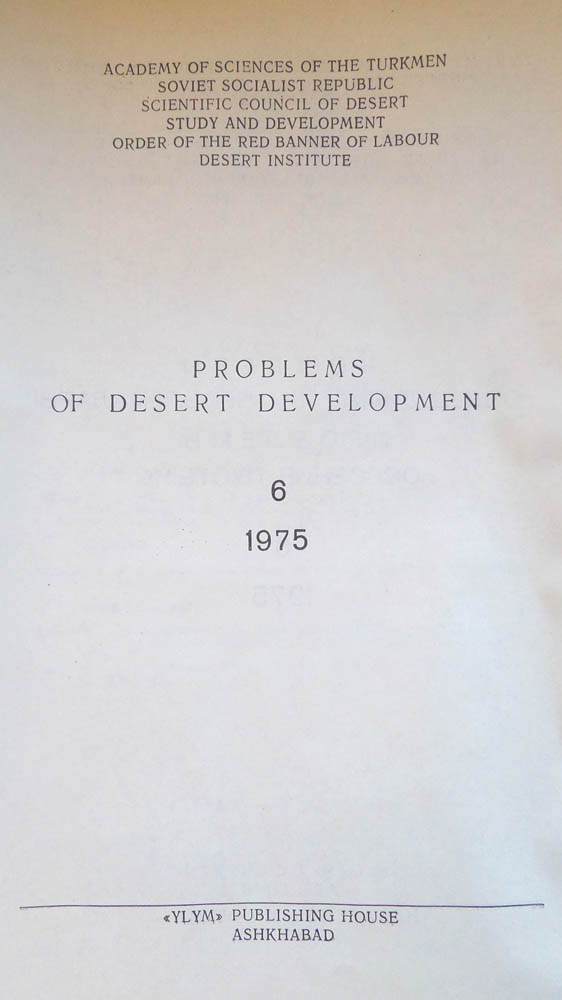 ACADEMY OF SCIENCES OF THE TURKMEN
SOVIET SOCIALIST REPUBLIC
SCIENTIFIC COUNCIL OF DESERT
STUDY AND DEVELOPMENT
ORDER OF THE RED BANNER OF LABOUR
DESERT INSTITUTE
PROBLEMS
OF DESERT DEVELOPMENT
6
1975
«YLYM» PUBLISHING HOUSE
ASHKHABAD